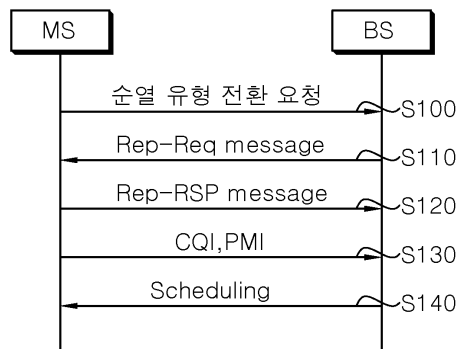 MS
BS
순열 유형 전환 요청
S100
Rep-Req message
S110
Rep-RSP message
S120
CQI,PMI
S130
Scheduling
S140